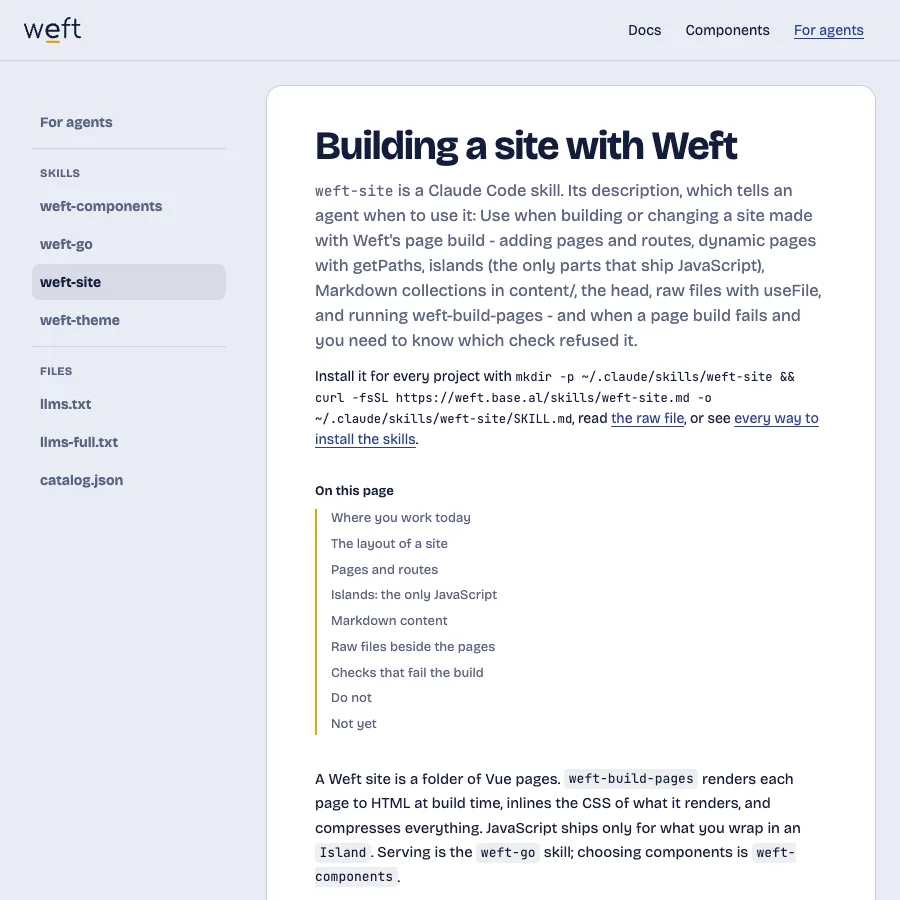 weft
Docs
Components
For agents
For agents
SKILLS
weft-components
weft-go
weft-site
weft-theme
FILES
llms.txt
llms-full.txt
catalog.json
Building a site with Weft
weft-site is a Claude Code skill. Its description, which tells an
agent when to use it: Use when building or changing a site made
with Weft's page build - adding pages and routes, dynamic pages
with getPaths, islands (the only parts that ship JavaScript),
Markdown collections in content/, the head, raw files with useFile,
and running weft-build-pages - and when a page build fails and
you need to know which check refused it.
Install it for every project with mkdir -p ~/.claude/skills/weft-site &&
curl -fsSL https://weft.base.al/skills/weft-site.md -o
~/.claude/skills/weft-site/SKILL.md, read the raw file, or see every way to
install the skills.
On this page
Where you work today
The layout of a site
Pages and routes
Islands: the only JavaScript
Markdown content
Raw files beside the pages
Checks that fail the build
Do not
Not yet
A Weft site is a folder of Vue pages. weft-build-pages renders each
page to HTML at build time, inlines the CSS of what it renders, and
compresses everything. JavaScript ships only for what you wrap in an
Island. Serving is the weft-go skill; choosing components is weft-
components.